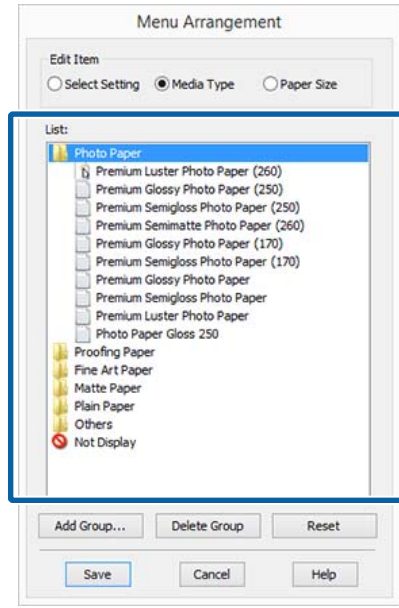 Menu Arrangement
Edit Item
Select Setting Media Type Paper Size
List:
Photo Paper
Premium Luster Photo Paper (260)
Premium Glossy Photo Paper (250)
Premium Semigloss Photo Paper (250)
Premium Semimatte Photo Paper (260)
Premium Glossy Photo Paper (170)
Premium Semigloss Photo Paper (170)
Premium Glossy Photo Paper
Premium Semigloss Photo Paper
Premium Luster Photo Paper
Photo Paper Gloss 250
Proofing Paper
Fine Art Paper
Matte Paper
Plain Paper
Others
Not Display
Add Group... Delete Group Reset
Save Cancel Help